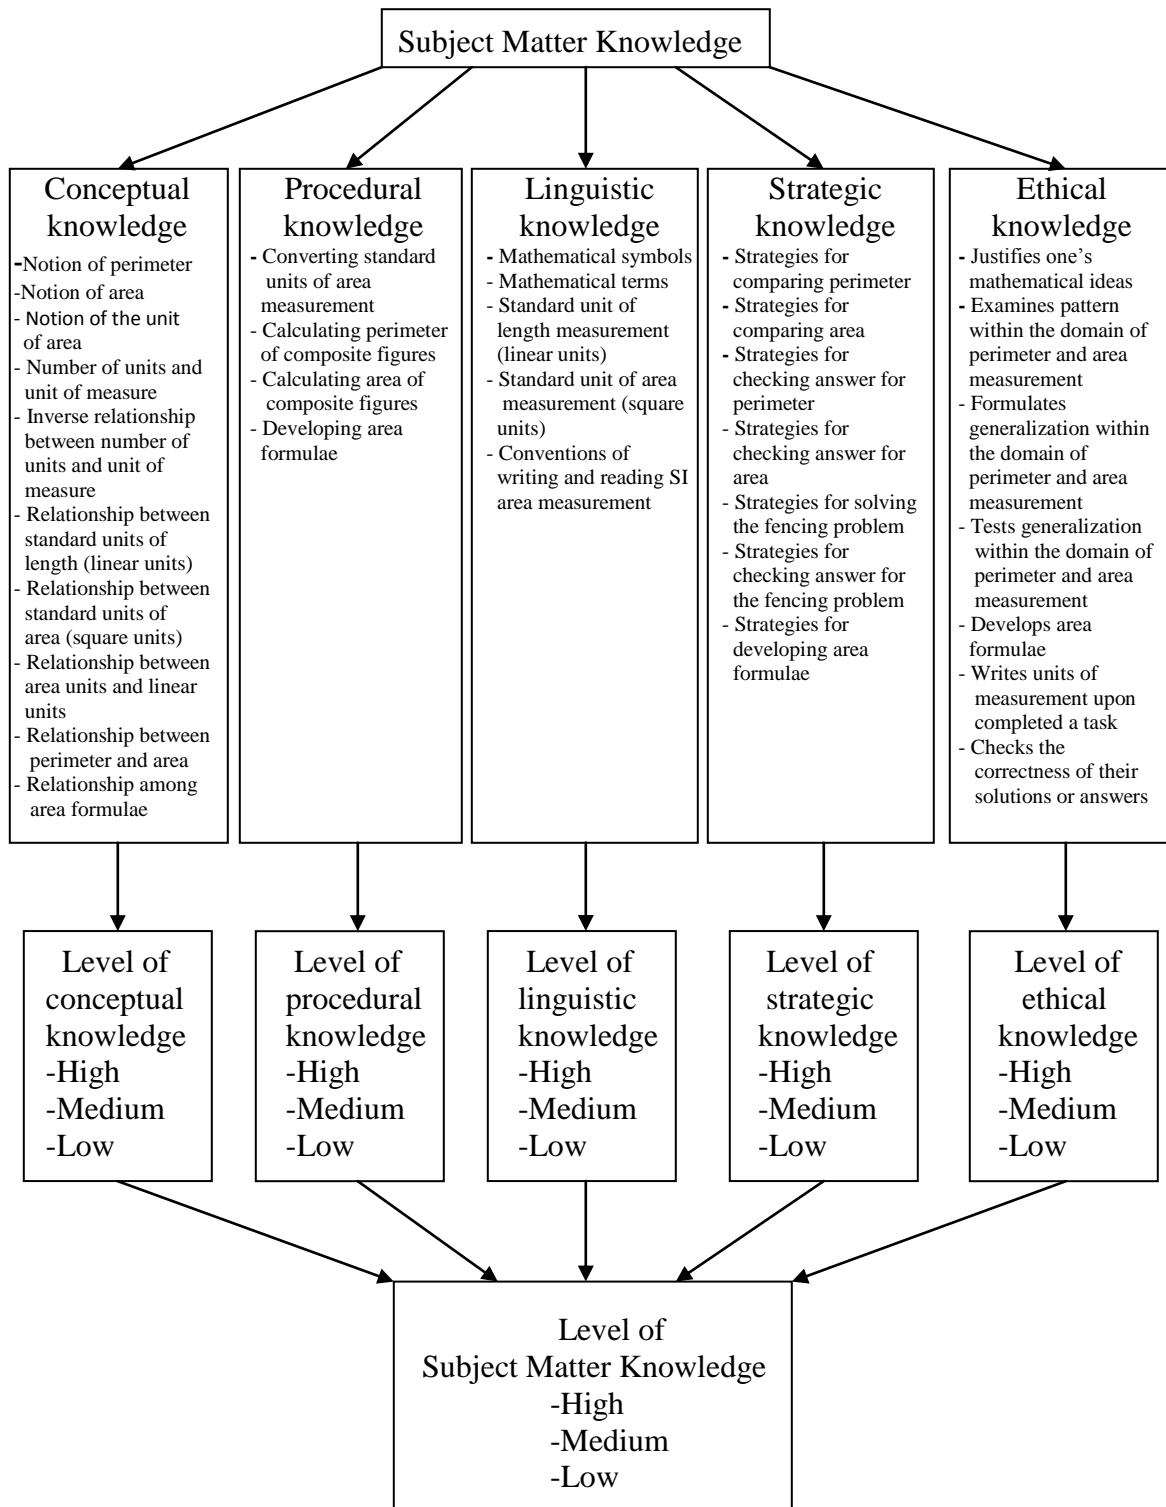 Subject Matter Knowledge
Conceptual
knowledge
-Notion of perimeter
-Notion of area
- Notion of the unit
of area
- Number of units and
unit of measure
- Inverse relationship
between number of
units and unit of
measure
- Relationship between
standard units of
length (linear units)
- Relationship between
standard units of
area (square units)
- Relationship between
area units and linear
units
- Relationship between
perimeter and area
- Relationship among
area formulae
Procedural
knowledge
- Converting standard
units of area
measurement
- Calculating perimeter
of composite figures
- Calculating area of
composite figures
- Developing area
formulae
Linguistic
knowledge
- Mathematical symbols
- Mathematical terms
- Standard unit of
length measurement
(linear units)
- Standard unit of area
measurement (square
units)
- Conventions of
writing and reading SI
area measurement
Strategic
knowledge
- Strategies for
comparing perimeter
- Strategies for
comparing area
- Strategies for
checking answer for
perimeter
- Strategies for
checking answer for
area
- Strategies for solving
the fencing problem
- Strategies for
checking answer for
the fencing problem
- Strategies for
developing area
formulae
Ethical
knowledge
- Justifies one’s
mathematical ideas
- Examines pattern
within the domain of
perimeter and area
measurement
- Formulates
generalization within
the domain of
perimeter and area
measurement
- Tests generalization
within the domain of
perimeter and area
measurement
- Develops area
formulae
- Writes units of
measurement upon
completed a task
- Checks the
correctness of their
solutions or answers
Level of
conceptual
knowledge
-High
-Medium
-Low
Level of
procedural
knowledge
-High
-Medium
-Low
Level of
linguistic
knowledge
-High
-Medium
-Low
Level of
strategic
knowledge
-High
-Medium
-Low
Level of
ethical
knowledge
-High
-Medium
-Low
Level of
Subject Matter Knowledge
-High
-Medium
-Low